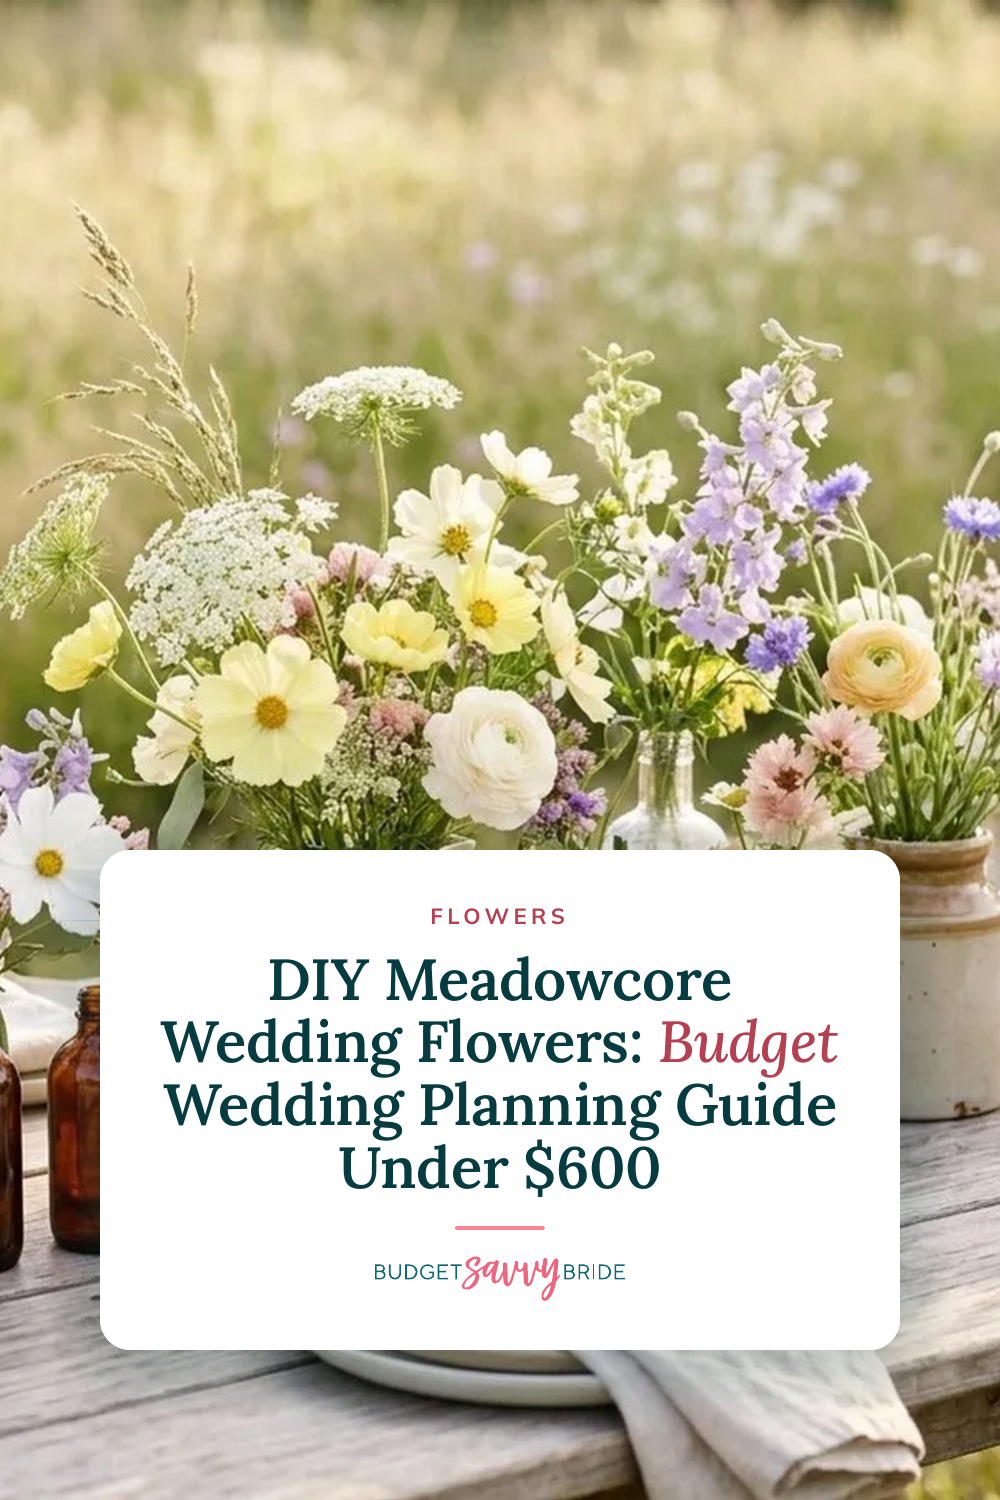 FLOWERS
DIY Meadowcore
Wedding Flowers: Budget
Wedding Planning Guide
Under $600
BUDGET savvy BRIDE